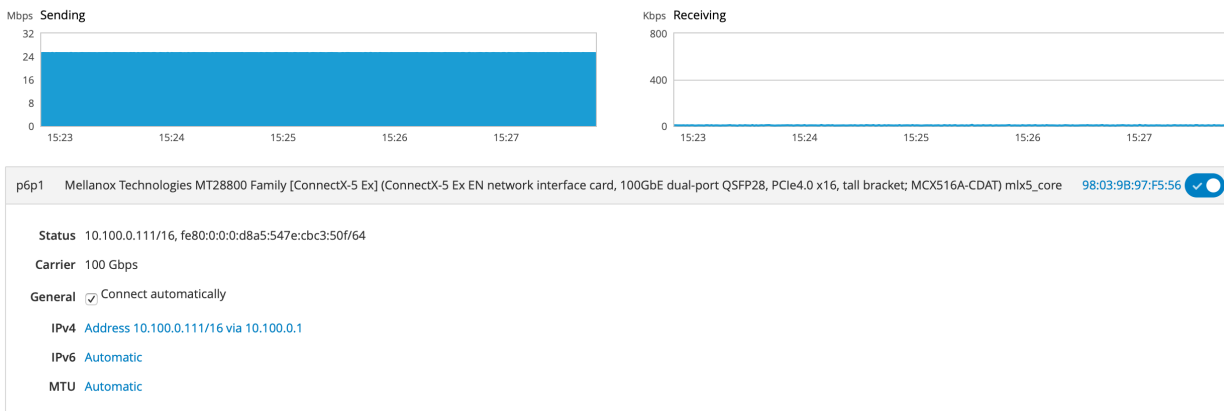 Mbps Sending
32
24
16
8
0
15:23 15:24 15:25 15:26 15:27
Kbps Receiving
800
400
0
15:23 15:24 15:25 15:26 15:27
p6p1 Mellanox Technologies MT28800 Family [ConnectX-5 Ex] (ConnectX-5 Ex EN network interface card, 100GbE dual-port QSFP28, PCIe4.0 x16, tall bracket; MCX516A-CDAT) mlx5_core 98:03:9B:97:F5:56
Status 10.100.0.111/16, fe80:0:0:0:d8a5:547e:cbc3:50f/64
Carrier 100 Gbps
General Connect automatically
IPv4 Address 10.100.0.111/16 via 10.100.0.1
IPv6 Automatic
MTU Automatic